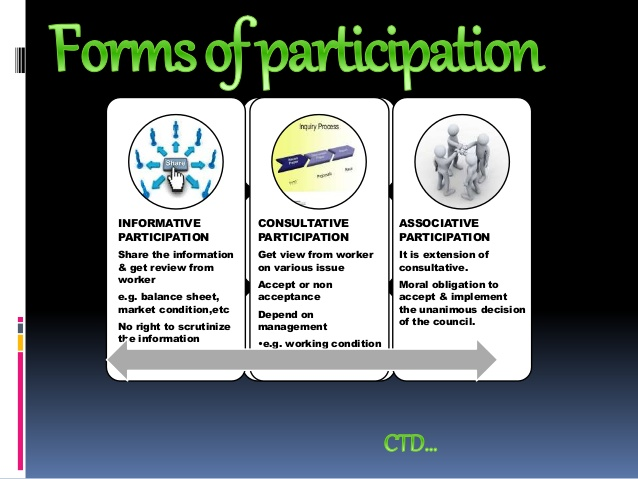 Forms of participation
Share
INFORMATIVE
PARTICIPATION
Share the information
& get review from
worker
e.g. balance sheet,
market condition,etc
No right to scrutinize
the information
Inquiry Process
CONSULTATIVE
PARTICIPATION
Get view from worker
on various issue
Accept or non
acceptance
Depend on
management
•e.g. working condition
ASSOCIATIVE
PARTICIPATION
It is extension of
consultative.
Moral obligation to
accept & implement
the unanimous decision
of the council.
CTD...